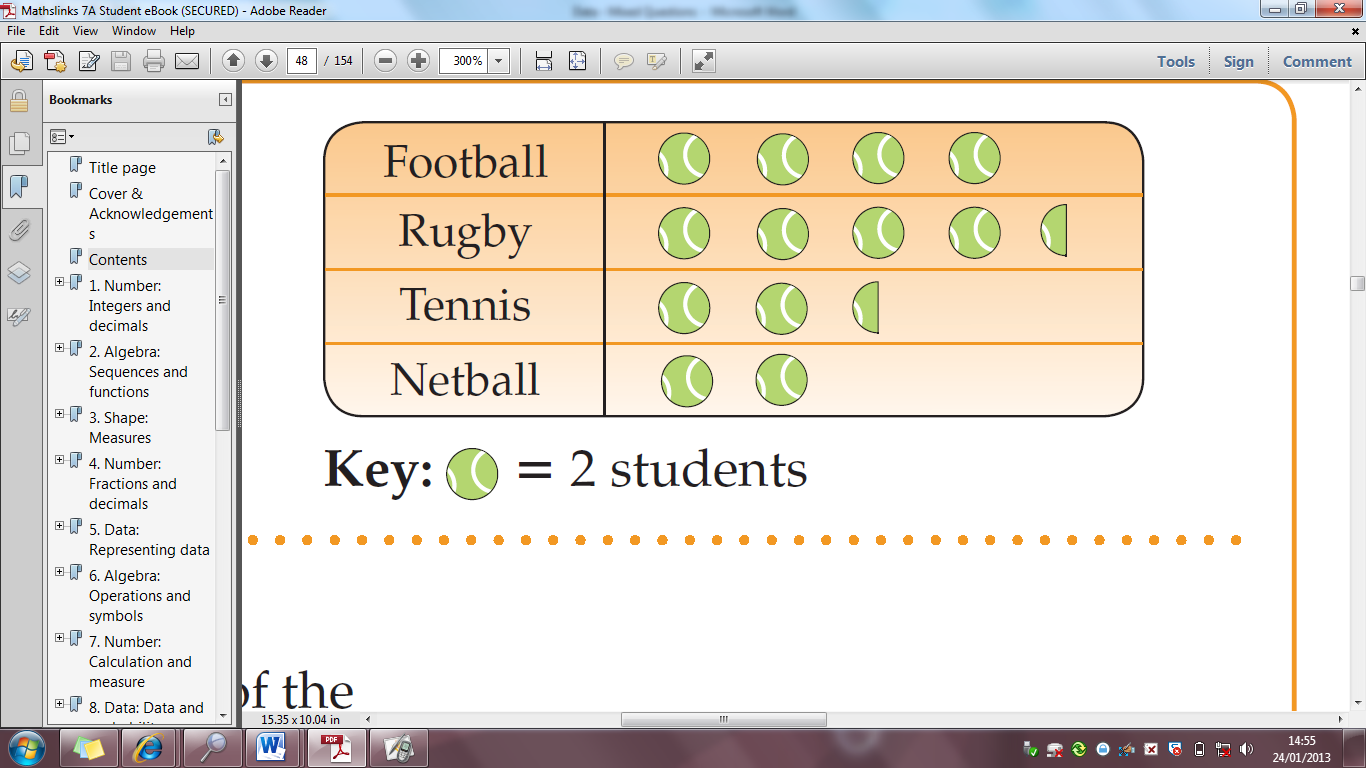 Mathslinks 7A Student eBook (SECURED) - Adobe Reader
File Edit View Window Help
48 / 154
300%
Tools Sign Comment
Bookmarks
Title page
Cover &
Acknowledgement
s
Contents
1. Number:
Integers and
decimals
2. Algebra:
Sequences and
functions
3. Shape:
Measures
4. Number:
Fractions and
decimals
5. Data:
Representing data
6. Algebra:
Operations and
symbols
7. Number:
Calculation and
measure
8. Data: Data and
Football
Rugby
Tennis
Netball
Key: = 2 students
of the
15.35 x 10.04 in
14:55
24/01/2013